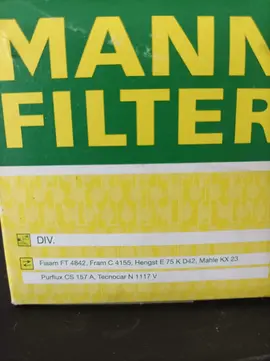 MANN
FILTER
DIV.
Fiaam FT 4842, Fram C 4155, Hengst E 75 K D42, Mahle KX 23
Purflux CS 157 A, Tecnocar N 1117 V